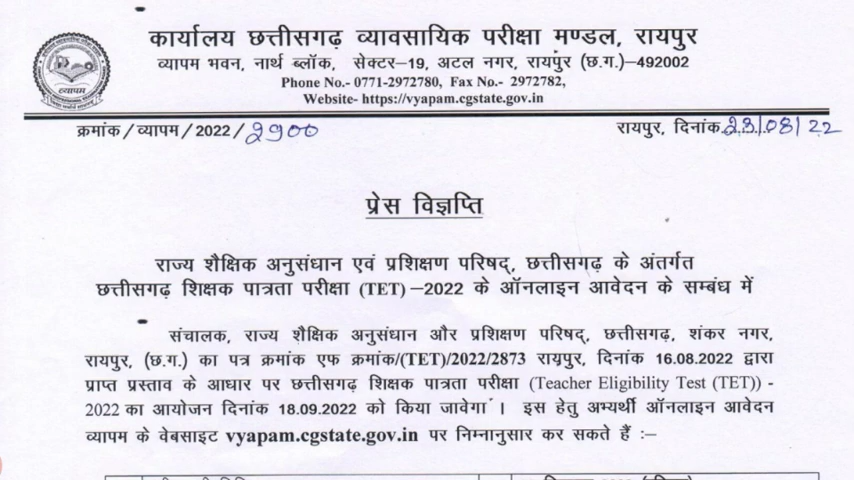 कार्यालय छत्तीसगढ़ व्यावसायिक परीक्षा मण्डल, रायपुर
व्यापम भवन, नार्थ ब्लॉक, सेक्टर–19, अटल नगर, रायपुर (छ.ग.)–492002
Phone No.- 0771-2972780, Fax No.- 2972782,
Website- https://vyapam.cgstate.gov.in
व्यापम
क्रमांक/व्यापम/2022/2900
रायपुर, दिनांक 23/08/22
प्रेस विज्ञप्ति
राज्य शैक्षिक अनुसंधान एवं प्रशिक्षण परिषद्, छत्तीसगढ़ के अंतर्गत
छत्तीसगढ़ शिक्षक पात्रता परीक्षा (TET) –2022 के ऑनलाइन आवेदन के सम्बंध में
संचालक, राज्य शैक्षिक अनुसंधान और प्रशिक्षण परिषद्, छत्तीसगढ़, शंकर नगर,
रायपुर, (छ.ग.) का पत्र क्रमांक एफ क्रमांक/(TET)/2022/2873 रायपुर, दिनांक 16.08.2022 द्वारा
प्राप्त प्रस्ताव के आधार पर छत्तीसगढ़ शिक्षक पात्रता परीक्षा (Teacher Eligibility Test (TET)) -
2022 का आयोजन दिनांक 18.09.2022 को किया जावेगा । इस हेतु अभ्यर्थी ऑनलाइन आवेदन
व्यापम के वेबसाइट vyapam.cgstate.gov.in पर निम्नानुसार कर सकते हैं :–